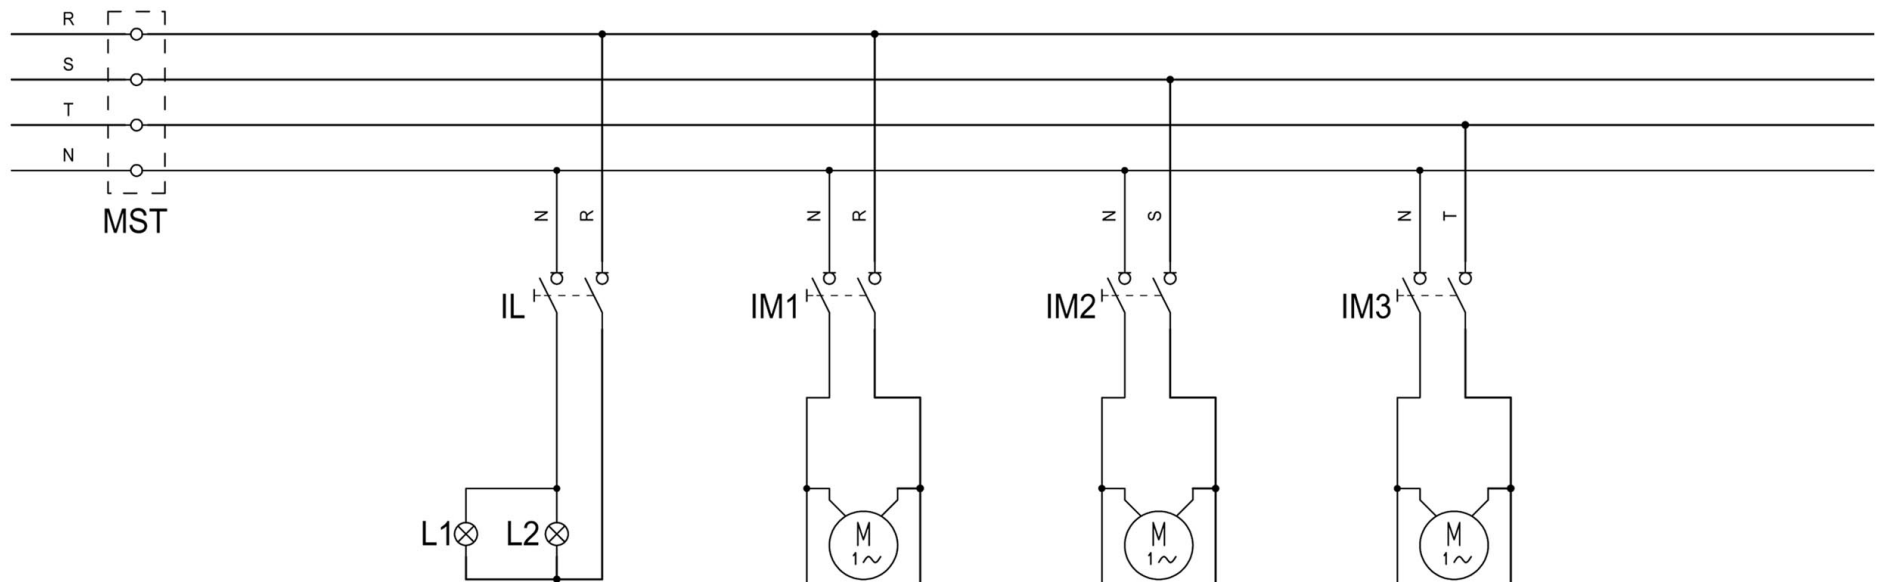 R
S
T
N
MST
N R N R N S N T
IL IM1 IM2 IM3
L1 L2 M 1~ M 1~ M 1~